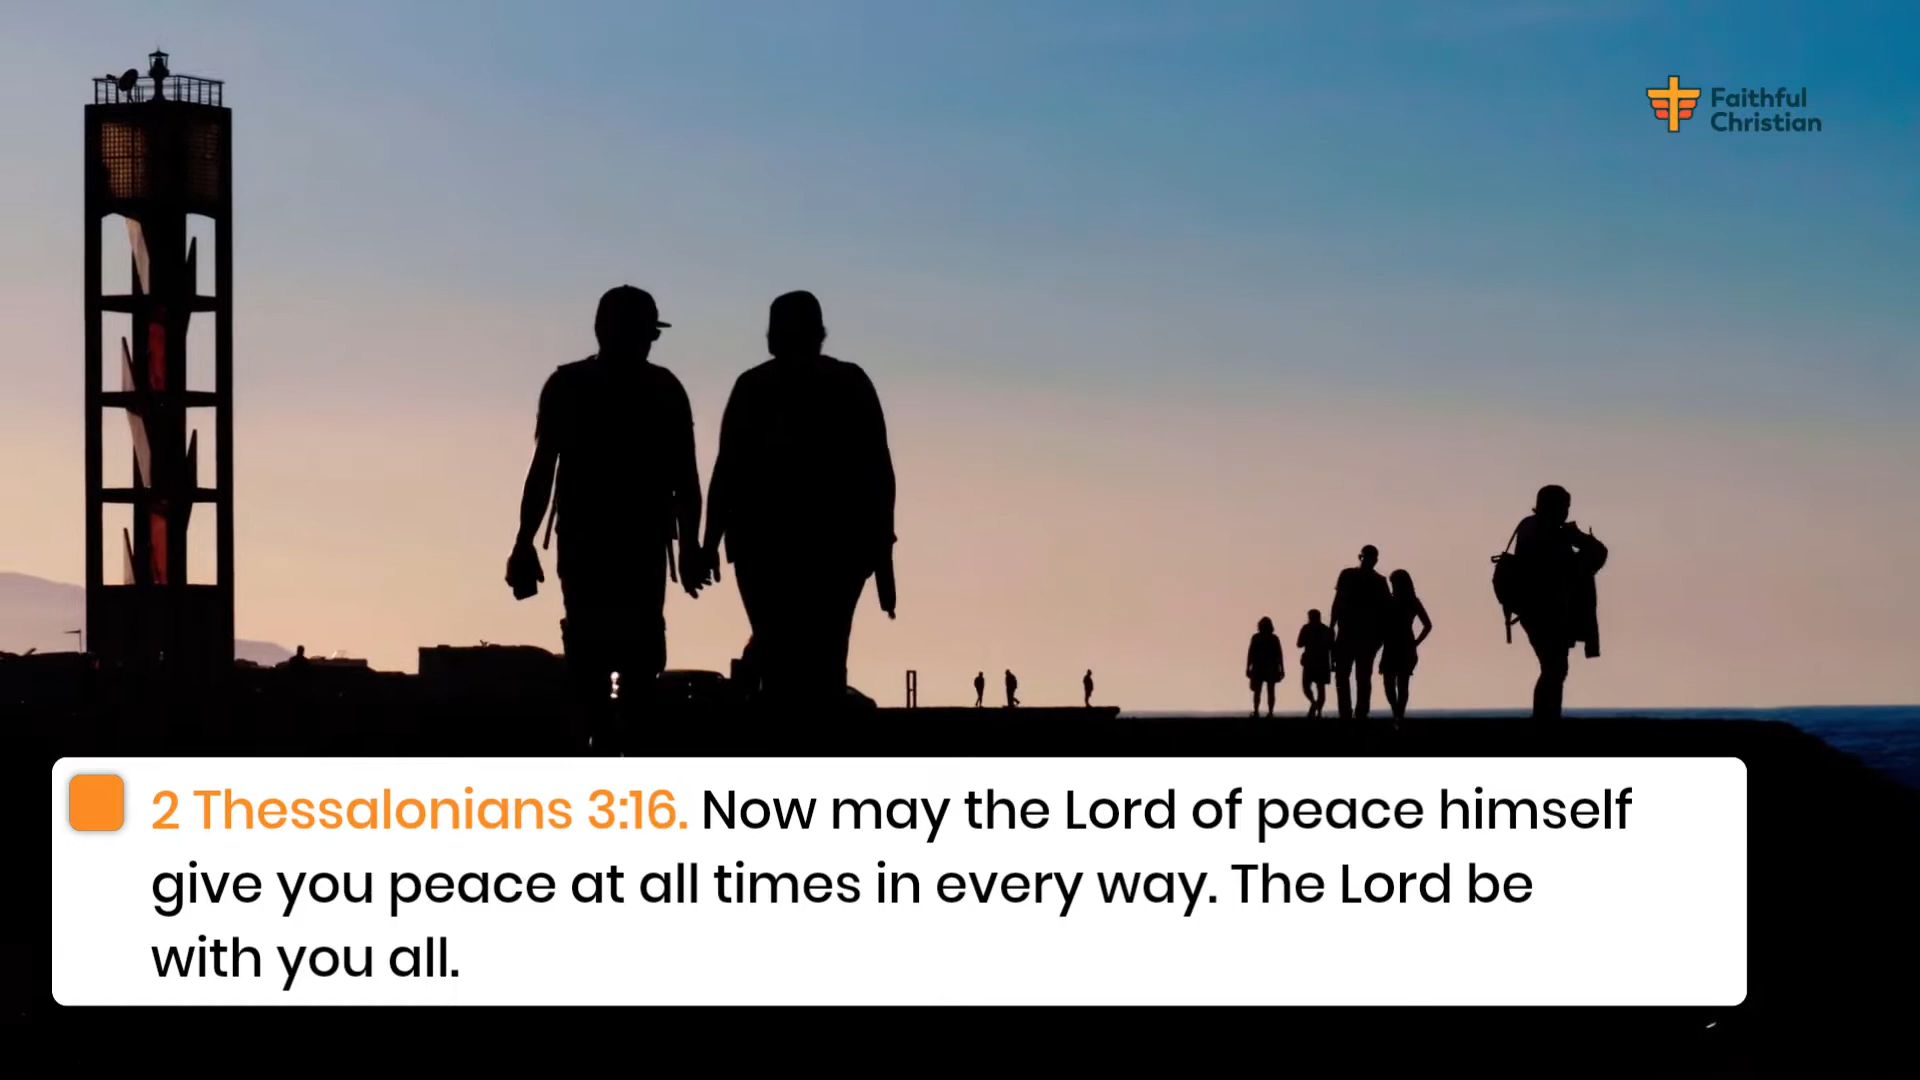 Faithful
Christian
2 Thessalonians 3:16. Now may the Lord of peace himself
give you peace at all times in every way. The Lord be
with you all.